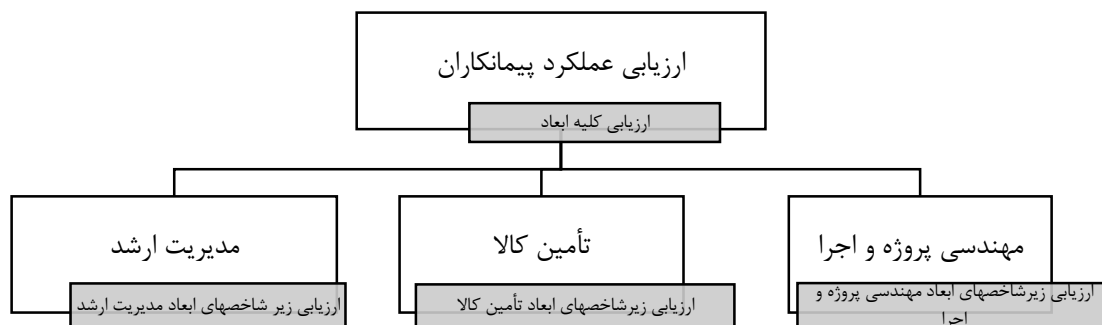 ارزیابی عملکرد پیمانکاران
ارزیابی کلیه ابعاد
مهندسی پروژه و اجرا
ارزیابی زیرشاخصهای ابعاد مهندسی پروژه و
اجرا
تأمین کالا
ارزیابی زیرشاخصهای ابعاد تأمین کالا
مدیریت ارشد
ارزیابی زیر شاخصهای ابعاد مدیریت ارشد